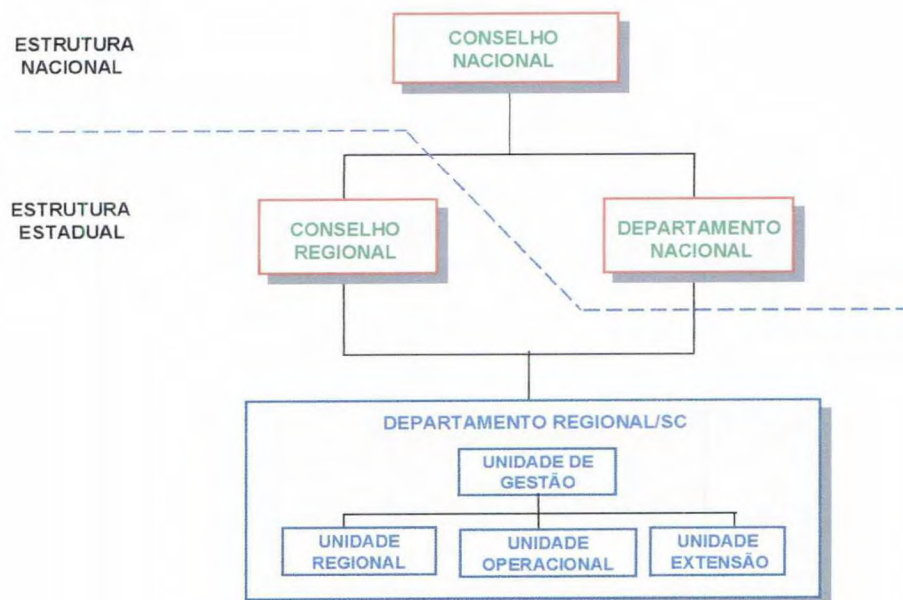 ESTRUTURA
NACIONAL
CONSELHO
NACIONAL
ESTRUTURA
ESTADUAL
CONSELHO
REGIONAL
DEPARTAMENTO
NACIONAL
DEPARTAMENTO REGIONAL/SC
UNIDADE DE
GESTÃO
UNIDADE
REGIONAL
UNIDADE
OPERACIONAL
UNIDADE
EXTENSÃO